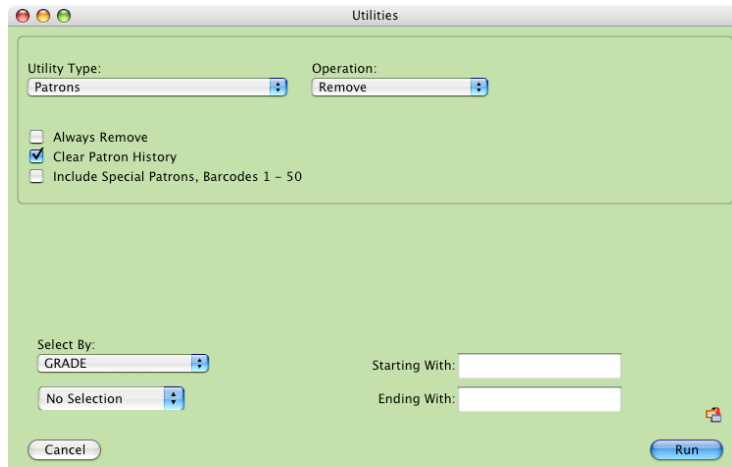 Utilities
Utility Type:
Operation:
Patrons
Remove
Always Remove
Clear Patron History
Include Special Patrons, Barcodes 1 - 50
Select By:
GRADE
Starting With:
No Selection
Ending With:
Cancel
Run